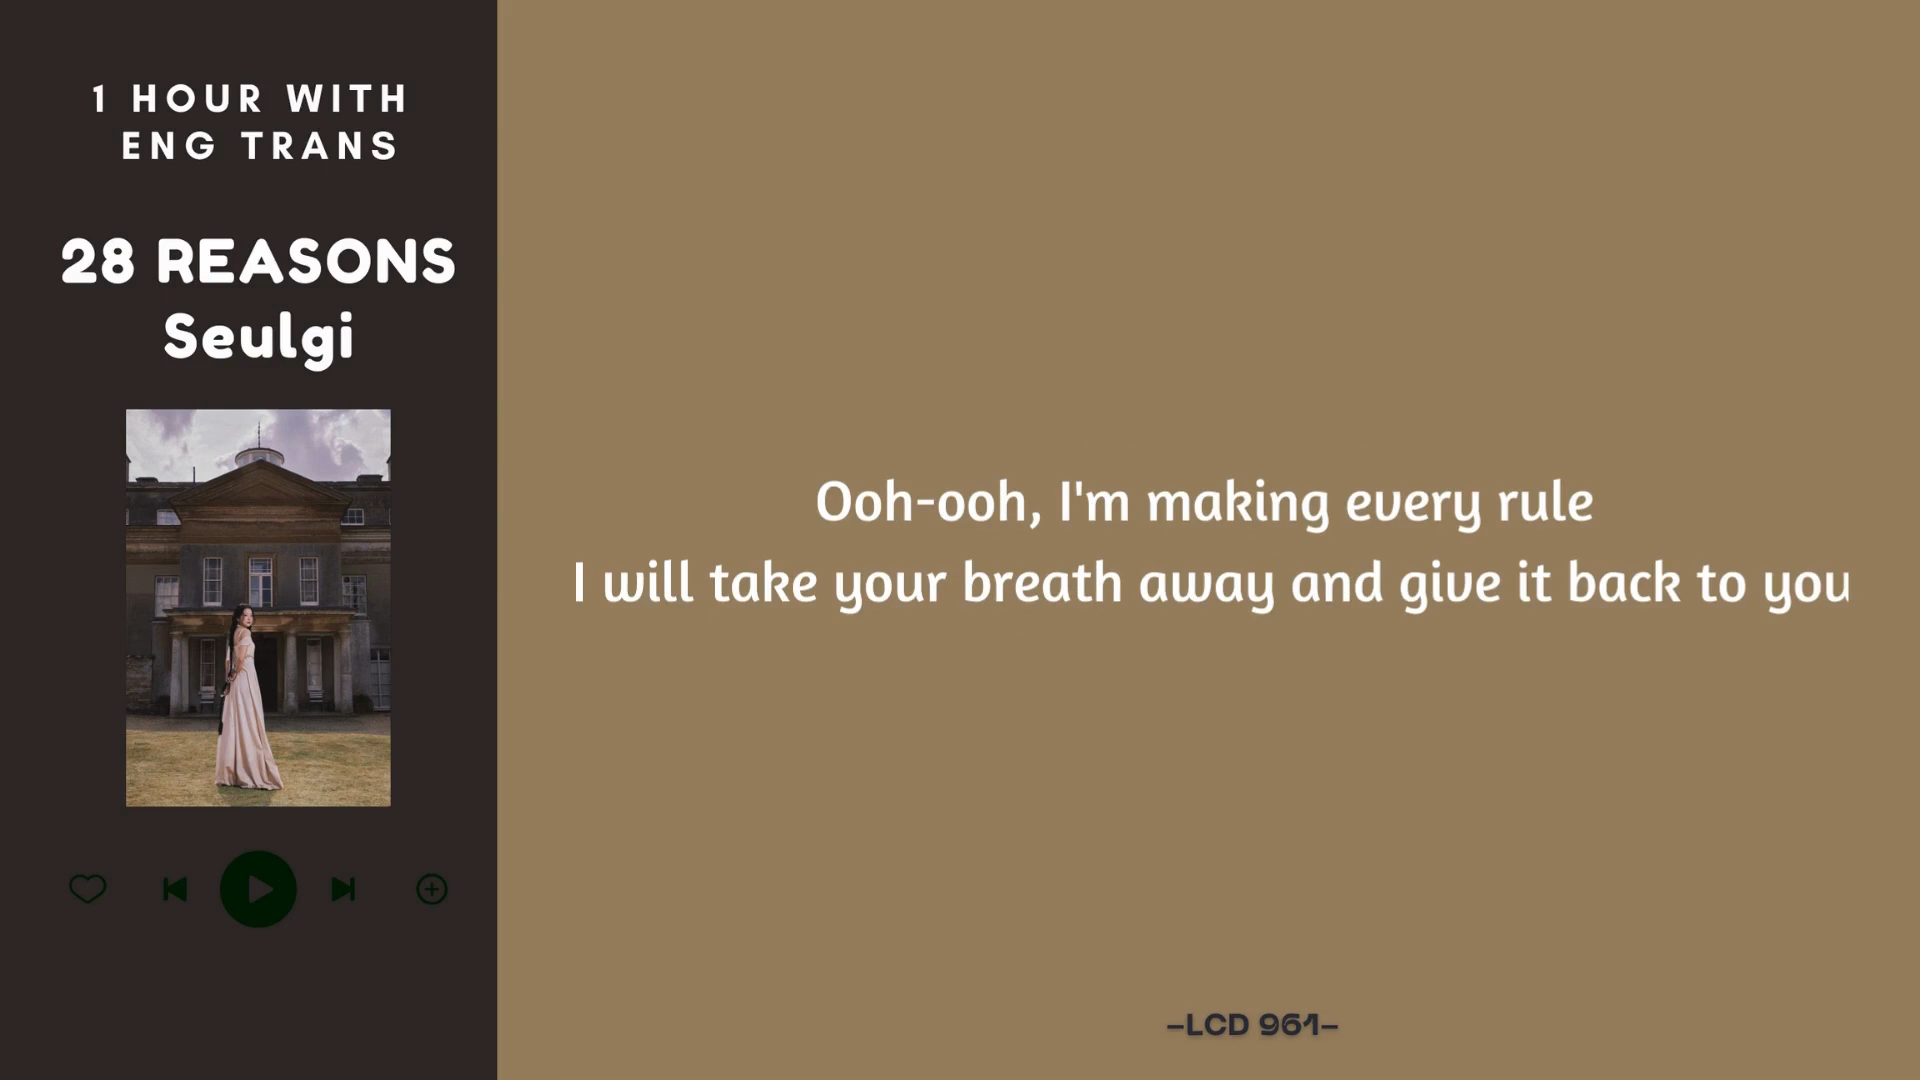 1 HOUR WITH
ENG TRANS
28 REASONS
Seulgi
Ooh-ooh, I'm making every rule
I will take your breath away and give it back to you
–LCD 961–